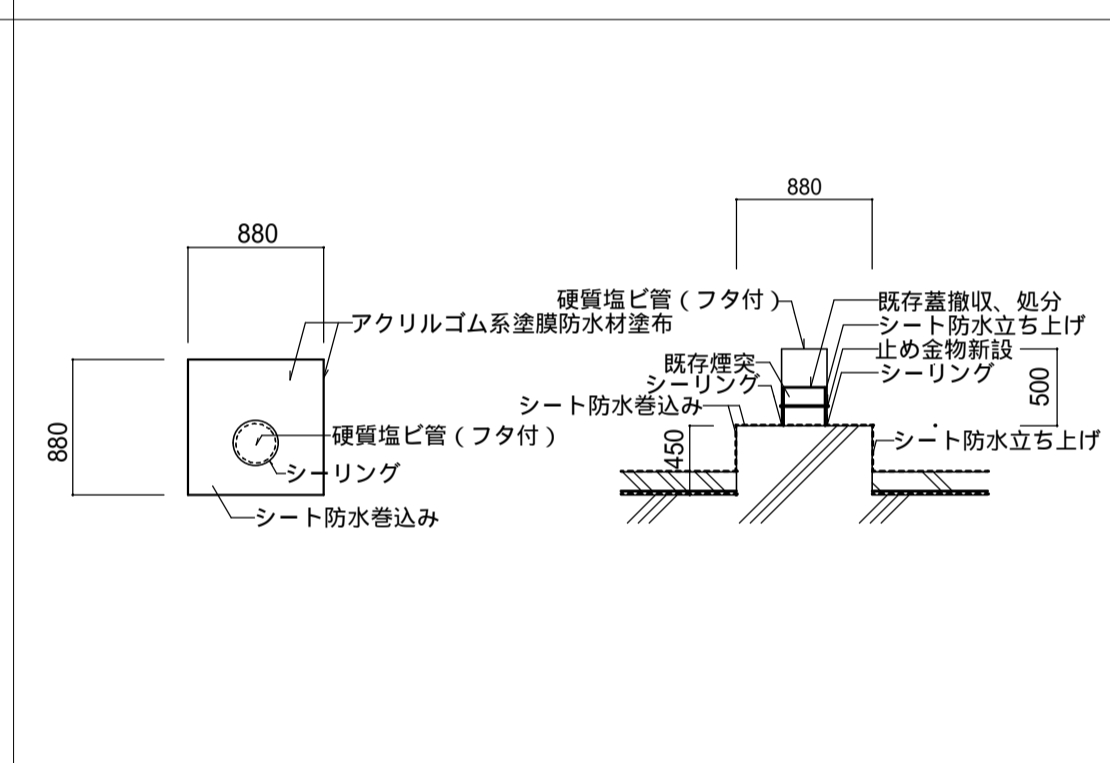 880
アクリルゴム系塗膜防水材塗布
880
硬質塩ビ管（フタ付）
シーリング
シート防水巻込み
880
硬質塩ビ管（フタ付）
既存蓋撤収、処分
シート防水立ち上げ
止め金物新設
既存煙突
シーリング
シーリング
シート防水巻込み
500
450
シート防水立ち上げ